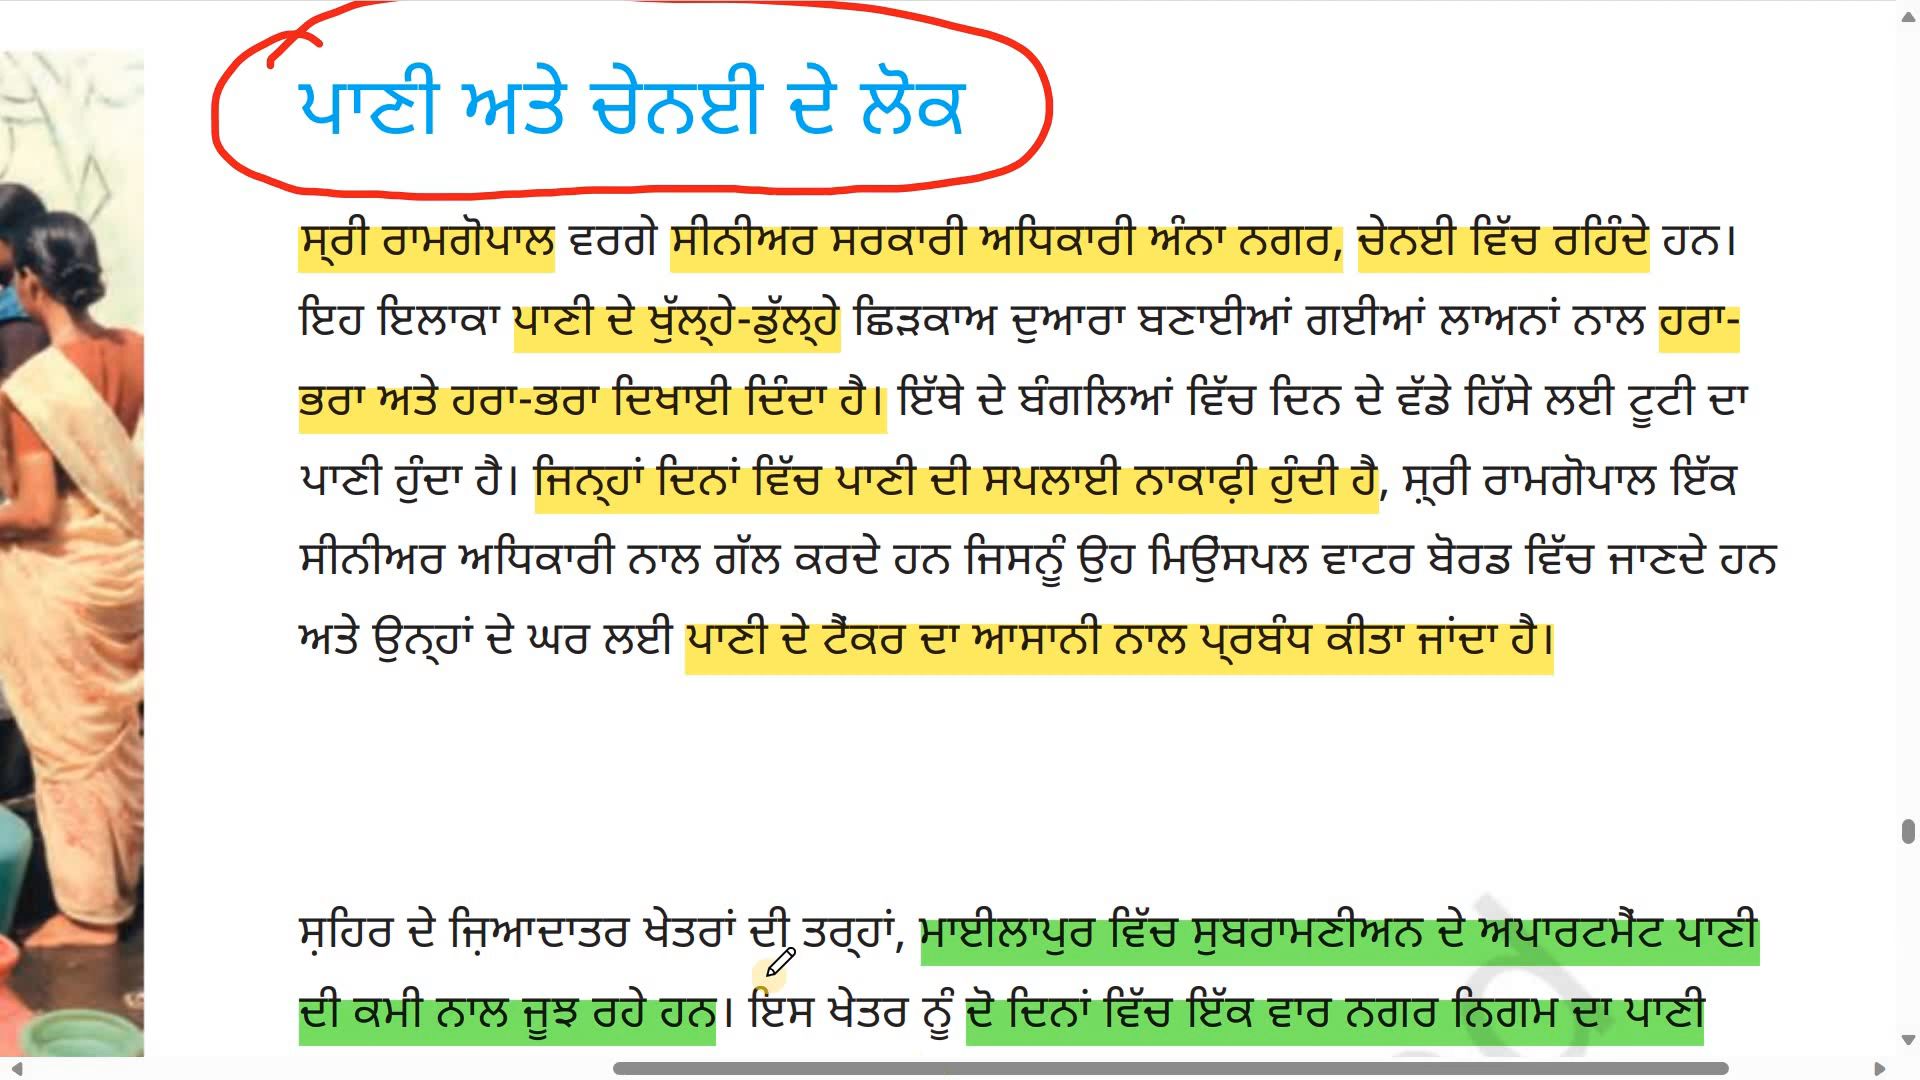 ਪਾਣੀ ਅਤੇ ਚੇਨਈ ਦੇ ਲੋਕ
ਸ੍ਰੀ ਰਾਮਗੋਪਾਲ ਵਰਗੇ ਸੀਨੀਅਰ ਸਰਕਾਰੀ ਅਧਿਕਾਰੀ ਅੰਨਾ ਨਗਰ, ਚੇਨਈ ਵਿੱਚ ਰਹਿੰਦੇ ਹਨ।
ਇਹ ਇਲਾਕਾ ਪਾਣੀ ਦੇ ਖੁੱਲ੍ਹੇ-ਡੁੱਲ੍ਹੇ ਛਿੜਕਾਅ ਦੁਆਰਾ ਬਣਾਈਆਂ ਗਈਆਂ ਲਾਅਨਾਂ ਨਾਲ ਹਰਾ-
ਭਰਾ ਅਤੇ ਹਰਾ-ਭਰਾ ਦਿਖਾਈ ਦਿੰਦਾ ਹੈ। ਇੱਥੇ ਦੇ ਬੰਗਲਿਆਂ ਵਿੱਚ ਦਿਨ ਦੇ ਵੱਡੇ ਹਿੱਸੇ ਲਈ ਟੂਟੀ ਦਾ
ਪਾਣੀ ਹੁੰਦਾ ਹੈ। ਜਿਨ੍ਹਾਂ ਦਿਨਾਂ ਵਿੱਚ ਪਾਣੀ ਦੀ ਸਪਲਾਈ ਨਾਕਾਫ਼ੀ ਹੁੰਦੀ ਹੈ, ਸ਼੍ਰੀ ਰਾਮਗੋਪਾਲ ਇੱਕ
ਸੀਨੀਅਰ ਅਧਿਕਾਰੀ ਨਾਲ ਗੱਲ ਕਰਦੇ ਹਨ ਜਿਸਨੂੰ ਉਹ ਮਿਉਂਸਪਲ ਵਾਟਰ ਬੋਰਡ ਵਿੱਚ ਜਾਣਦੇ ਹਨ
ਅਤੇ ਉਨ੍ਹਾਂ ਦੇ ਘਰ ਲਈ ਪਾਣੀ ਦੇ ਟੈਂਕਰ ਦਾ ਆਸਾਨੀ ਨਾਲ ਪ੍ਰਬੰਧ ਕੀਤਾ ਜਾਂਦਾ ਹੈ।
ਸ਼ਹਿਰ ਦੇ ਜ਼ਿਆਦਾਤਰ ਖੇਤਰਾਂ ਦੀ ਤਰ੍ਹਾਂ, ਮਾਈਲਾਪੁਰ ਵਿੱਚ ਸੁਬਰਾਮਣੀਅਨ ਦੇ ਅਪਾਰਟਮੈਂਟ ਪਾਣੀ
ਦੀ ਕਮੀ ਨਾਲ ਜੂਝ ਰਹੇ ਹਨ। ਇਸ ਖੇਤਰ ਨੂੰ ਦੋ ਦਿਨਾਂ ਵਿੱਚ ਇੱਕ ਵਾਰ ਨਗਰ ਨਿਗਮ ਦਾ ਪਾਣੀ